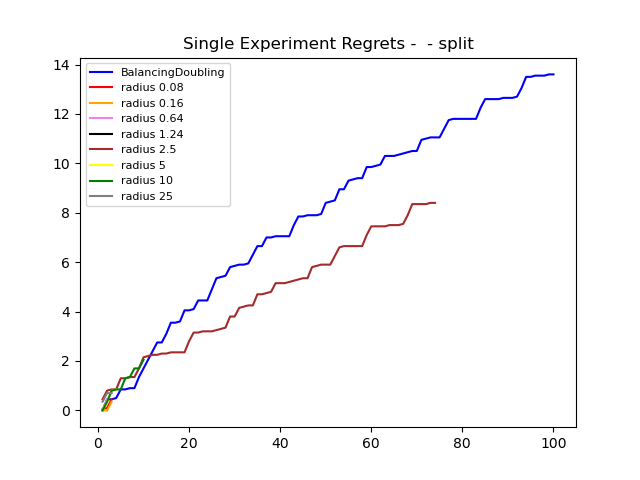 Single Experiment Regrets -  - split
14
12
10
8
6
4
2
0
BalancingDoubling
radius 0.08
radius 0.16
radius 0.64
radius 1.24
radius 2.5
radius 5
radius 10
radius 25
0 20 40 60 80 100